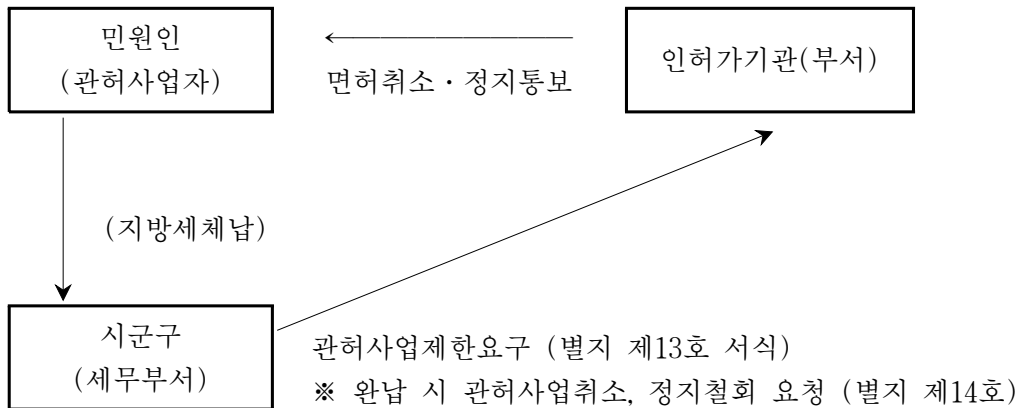 민원인
(관허사업자)
면허취소・정지통보
인허가기관(부서)
(지방세체납)
시군구
(세무부서)
관허사업제한요구 (별지 제13호 서식)
※ 완납 시 관허사업취소, 정지철회 요청 (별지 제14호)